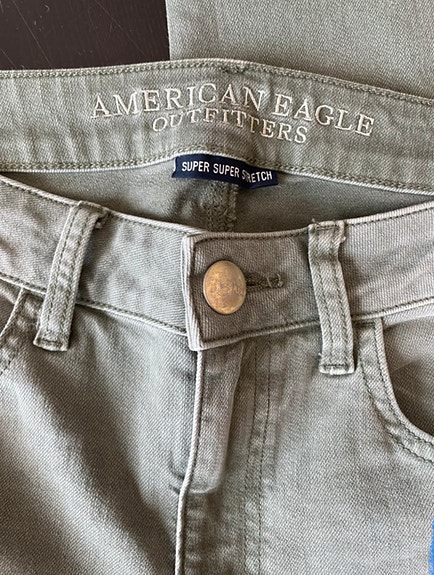 AMERICAN EAGLE
OUTFITTERS
SUPER SUPER STRETCH